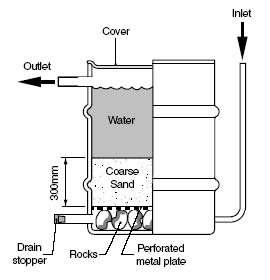 Inlet
Cover
Outlet
Water
Coarse
Sand
300mm
Drain
stopper
Rocks
Perforated
metal plate